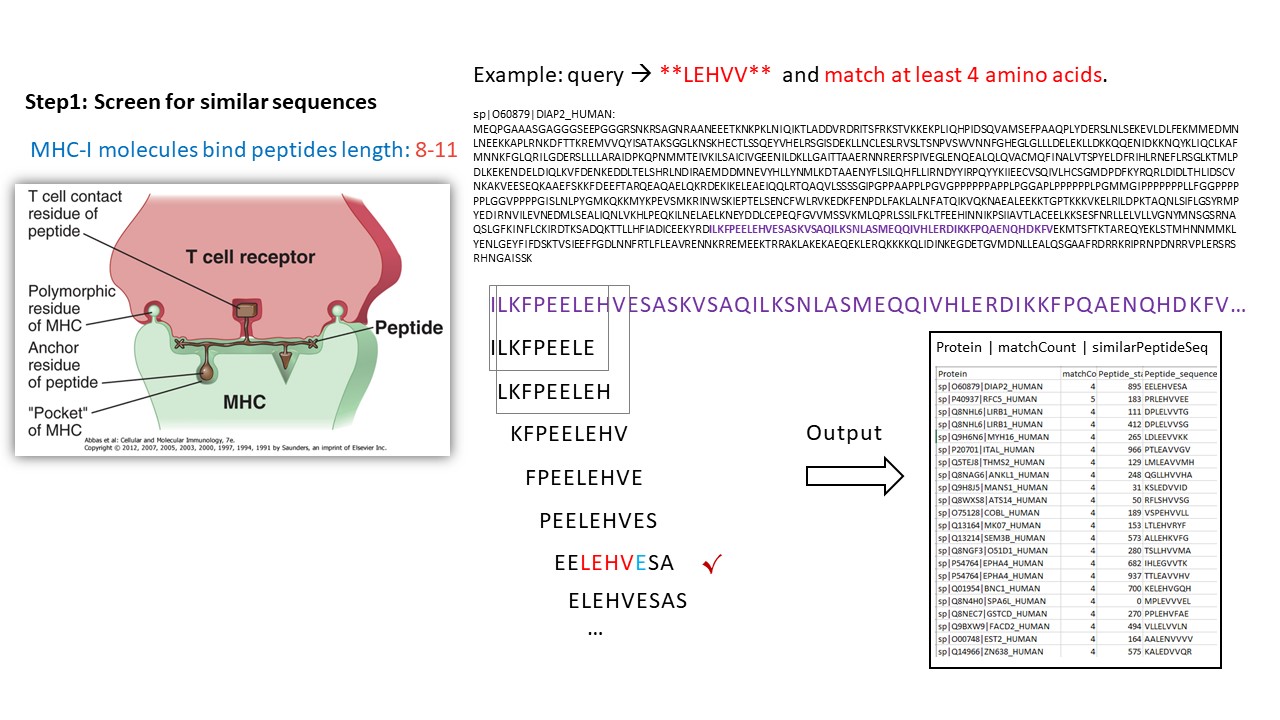 Step1: Screen for similar sequences
MHC-I molecules bind peptides length: 8-11
T cell contact
residue of
peptide
T cell receptor
Polymorphic
residue
of MHC
Peptide
Anchor
residue
of peptide
MHC
"Pocket"
of MHC
Abbas et al: Cellular and Molecular Immunology, 7e.
Copyright © 2012, 2007, 2005, 2003, 2000, 1997, 1994, 1991 by Saunders, an imprint of Elsevier Inc.
Example: query → **LEHVV** and match at least 4 amino acids.
sp|O60879|DIAP2_HUMAN:
MEQPGAAASGAGGGSEEPGGGRSNKRSAGNRAANEEETKNKPKLNIQIKTLADDVRDRITSFRKSTVKKEKPLIQHPIDSQVAMSEFPAAQPLYDERSLNLSEKEVLDLFEKMMEDMN
LNEEKKAPLRNKDFTTKREMVVQYISATAKSGGLKNSKHECTLSSQEYVHELRSGISDEKLLNCLESLRVSLTSNPVSWVNNFGHEGLGLLLDELEKLLDKKQQENIDKKNQYKLIQCLKAF
MNNKFGLQRILGDERSLLLLARAIDPKQPNMMTEIVKILSAICIVGEENILDKLLGAITTAAERNNRERFSPIVEGLENQEALQLQVACMQFINALVTSPYELDFRIHLRNEFLRSGLKTMLP
DLKEKENDELDIQLKVFDENKEDDLTELSHRLNDIRAEMDDMNEVYHLLYNMLKDTAAENYFLSILQHFLLIRNDYYIRPQYYKIIEECVSQIVLHCSGMDPDFKYRQRLDIDLTHLIDSCV
NKAKVEESEQKAAEFSKKFDEEFTARQEAQAELQKRDEKIKELEAEIQQLRTQAQVLSSSSGIPGPPAAPPLPGVGPPPPPPAPPLPGGAPLPPPPPPLPGMMGIPPPPPPPLLFGGPPPP
PPLGGVPPPPGISLNLPYGMKQKKMYKPEVSMKRINWSKIEPTELSENCFWLRVKEDKFENPDLFAKLALNFATQIKVQKNAEALEEKKTGPTKKKVKELRILDPKTAQNLSIFLGSYRMP
YEDIRNVILEVNEDMLSEALIQNLVKHLPEQKILNELAELKNEYDDLCEPEQFGVVMSSVKMLQPRLSSILFKLTFEEHINNIKPSIIAVTLACEELKKSESFNRLLELVLLVGNYMNSGSRNA
QSLGFKINFLCKIRDTKSADQKTTLLHFIADICEEKYRDILKFPEELEHVESASKVSAQILKSNLASMEQQIVHLERDIKKFPQAENQHDKFVEKMTSFTKTAREQYEKLSTMHNNMMKL
YENLGEYFIFDSKTVSIEEFFGDLNNFRTLFLEAVRENNKRREMEEKTRRAKLAKEKAEQEKLERQKKKKQLIDINKEGDETGVMDNLLEALQSGAAFRDRRKRIPRNPDNRRVPLERSRS
RHNGAISSK
ILKFPEELEHVESASKVSAQILKSNLASMEQQIVHLERDIKKFPQAENQHDKFV…
ILKFPEELE
LKFPEELEH
KFPEELEHV
FPEELEHVE
PEELEHVES
EELEHVESA ✓
ELEHVESAS
…
Output
Protein | matchCount | similarPeptideSeq
Protein matchCo Peptide_sta Peptide_sequence
sp|O60879|DIAP2_HUMAN 4 895 EELEHVESA
sp|P40937|RFC5_HUMAN 5 183 PRLEHVVEE
sp|Q8NHL6|LIRB1_HUMAN 4 111 DPLELVVTG
sp|Q8NHL6|LIRB1_HUMAN 4 412 DPLELVVSG
sp|Q9H6N6|MYH16_HUMAN 4 265 LDLEEVVKK
sp|P20701|ITAL_HUMAN 4 966 PTLEAVVGV
sp|Q5TEJ8|THMS2_HUMAN 4 129 LMLEAVVMH
sp|Q8NAG6|ANKL1_HUMAN 4 248 QGLLHVVHA
sp|Q9H8J5|MANS1_HUMAN 4 31 KSLEDVVID
sp|Q8WXS8|ATS14_HUMAN 4 50 RFLSHVVSG
sp|O75128|COBL_HUMAN 4 189 VSPEHVVLL
sp|Q13164|MK07_HUMAN 4 153 LTLEHVRYF
sp|Q13214|SEM3B_HUMAN 4 573 ALLEHKVFG
sp|Q8NGF3|O51D1_HUMAN 4 280 TSLLHVVMA
sp|P54764|EPHA4_HUMAN 4 682 IHLEGVVTK
sp|P54764|EPHA4_HUMAN 4 937 TTLEAVVHV
sp|Q01954|BNC1_HUMAN 4 700 KELEHVGQH
sp|Q8N4H0|SPA6L_HUMAN 4 0 MPLEVVVEL
sp|Q8NEC7|GSTCD_HUMAN 4 270 PPLEHVFAE
sp|Q9BXW9|FACD2_HUMAN 4 494 VLLELVVLN
sp|O00748|EST2_HUMAN 4 164 AALENVVVV
sp|Q14966|ZN638_HUMAN 4 575 KALEDVVQR